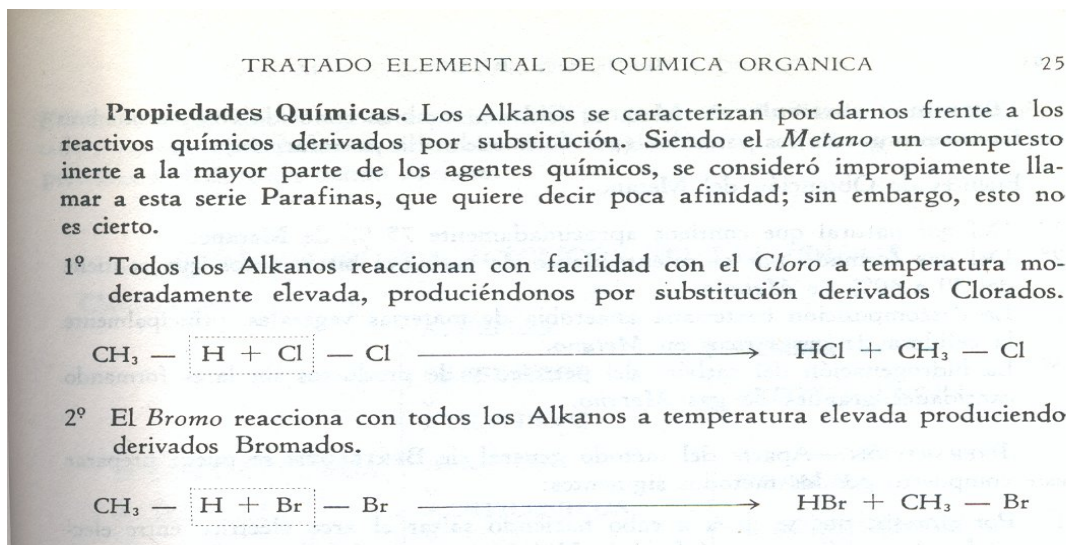 TRATADO ELEMENTAL DE QUIMICA ORGANICA 25
Propiedades Químicas. Los Alkanos se caracterizan por darnos frente a los
reactivos químicos derivados por substitución. Siendo el Metano un compuesto
inerte a la mayor parte de los agentes químicos, se consideró impropiamente lla-
mar a esta serie Parafinas, que quiere decir poca afinidad; sin embargo, esto no
es cierto.
1º Todos los Alkanos reaccionan con facilidad con el Cloro a temperatura mo-
deradamente elevada, produciéndonos por substitución derivados Clorados.
CH₃ — H + Cl — Cl ⟶ HCl + CH₃ — Cl
2º El Bromo reacciona con todos los Alkanos a temperatura elevada produciendo
derivados Bromados.
CH₃ — H + Br — Br ⟶ HBr + CH₃ — Br